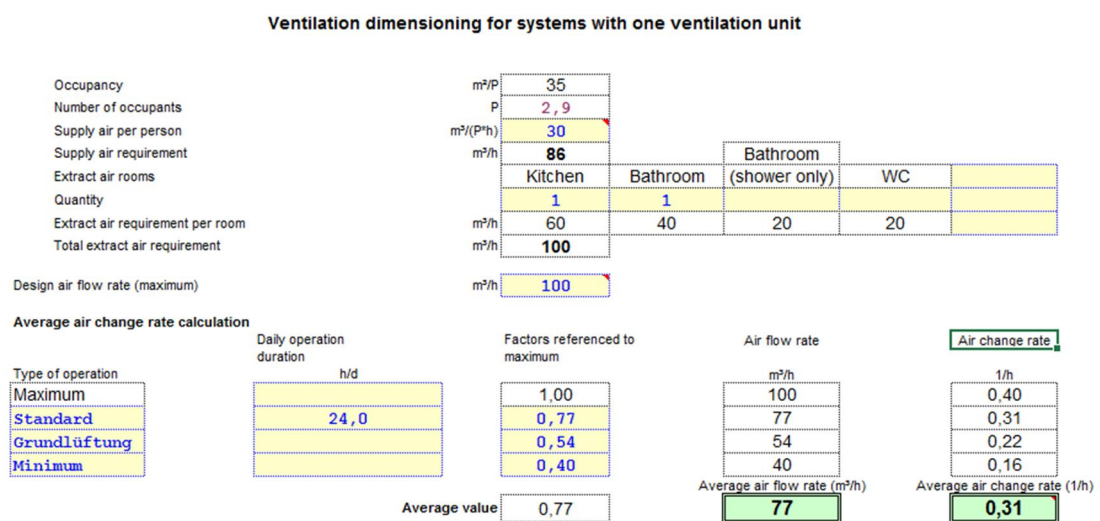 Ventilation dimensioning for systems with one ventilation unit
Occupancy m²/P 35
Number of occupants P 2,9
Supply air per person m³/(P*h) 30
Supply air requirement m³/h 86 Bathroom
Extract air rooms Kitchen Bathroom (shower only) WC
Quantity 1 1
Extract air requirement per room m³/h 60 40 20 20
Total extract air requirement m³/h 100
Design air flow rate (maximum) m³/h 100
Average air change rate calculation
Daily operation Factors referenced to Air flow rate Air change rate
duration maximum
Type of operation h/d m³/h 1/h
Maximum 1,00 100 0,40
Standard 24,0 0,77 77 0,31
Grundlüftung 0,54 54 0,22
Minimum 0,40 40 0,16
Average air flow rate (m³/h) Average air change rate (1/h)
Average value 0,77 77 0,31